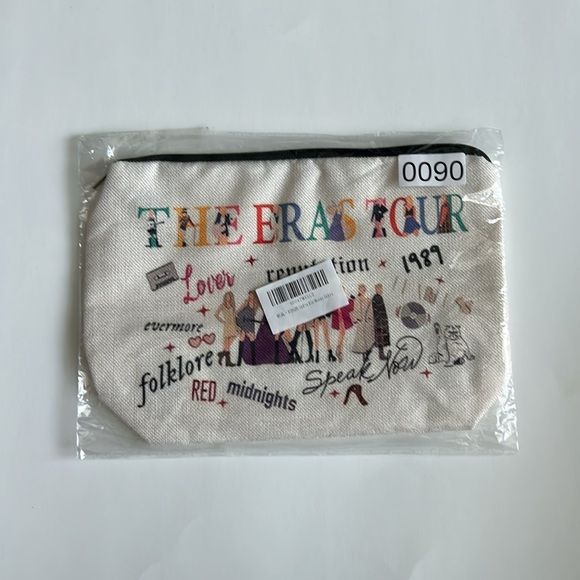 0090
THE ERAS TOUR
Lover
reputation
1989
evermore
folklore
Speak Now
RED
midnights